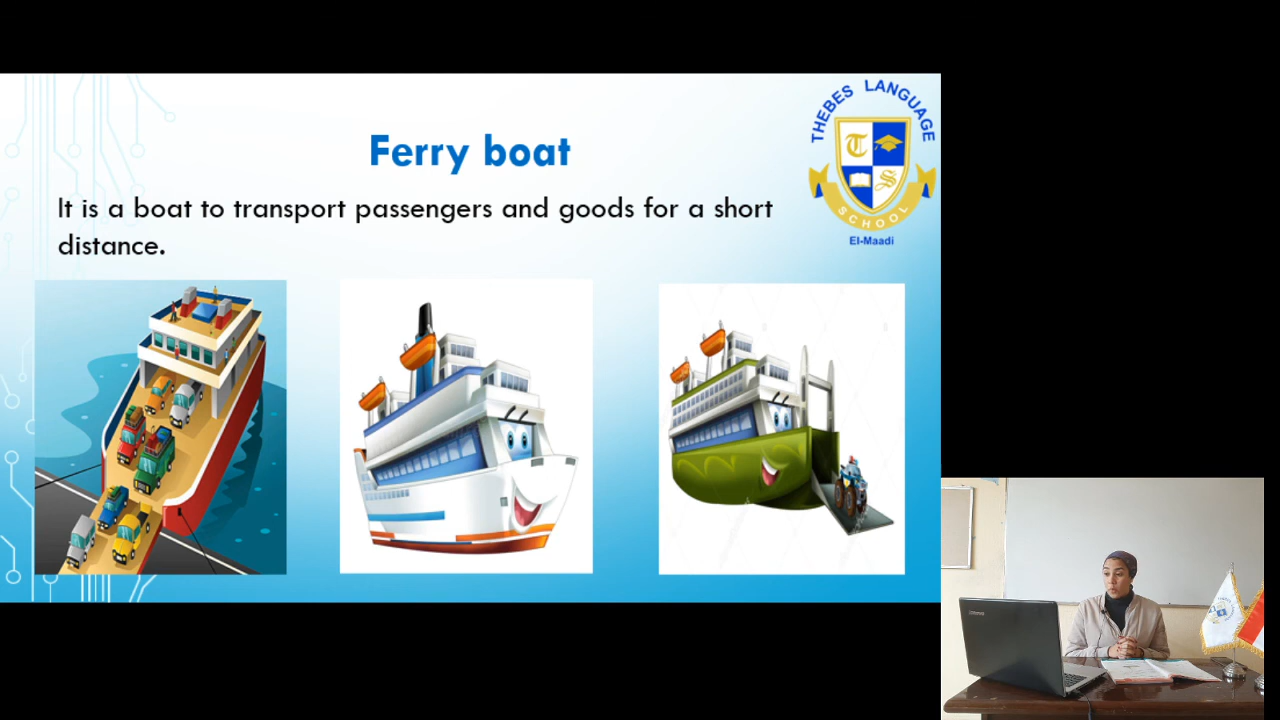 THEBES LANGUAGE
T
S
SCHOOL
El-Maadi
Ferry boat
It is a boat to transport passengers and goods for a short
distance.